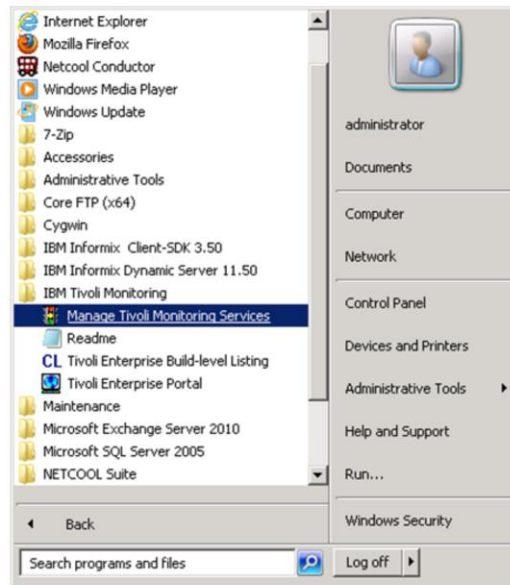 Internet Explorer
Mozilla Firefox
Netcool Conductor
Windows Media Player
Windows Update
7-Zip
Accessories
Administrative Tools
Core FTP (x64)
Cygwin
IBM Informix Client-SDK 3.50
IBM Informix Dynamic Server 11.50
IBM Tivoli Monitoring
Manage Tivoli Monitoring Services
Readme
CL Tivoli Enterprise Build-level Listing
Tivoli Enterprise Portal
Maintenance
Microsoft Exchange Server 2010
Microsoft SQL Server 2005
NETCOOL Suite
Back
Search programs and files
administrator
Documents
Computer
Network
Control Panel
Devices and Printers
Administrative Tools
Help and Support
Run...
Windows Security
Log off